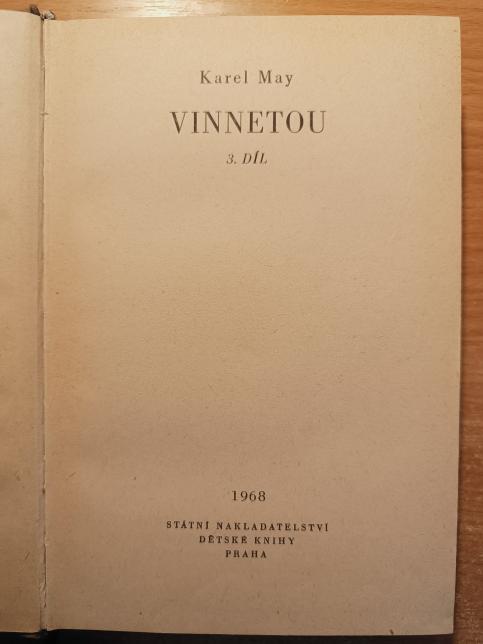 Karel May
VINNETOU
3. DÍL
1968
STÁTNÍ NAKLADATELSTVÍ
DĚTSKÉ KNIHY
PRAHA